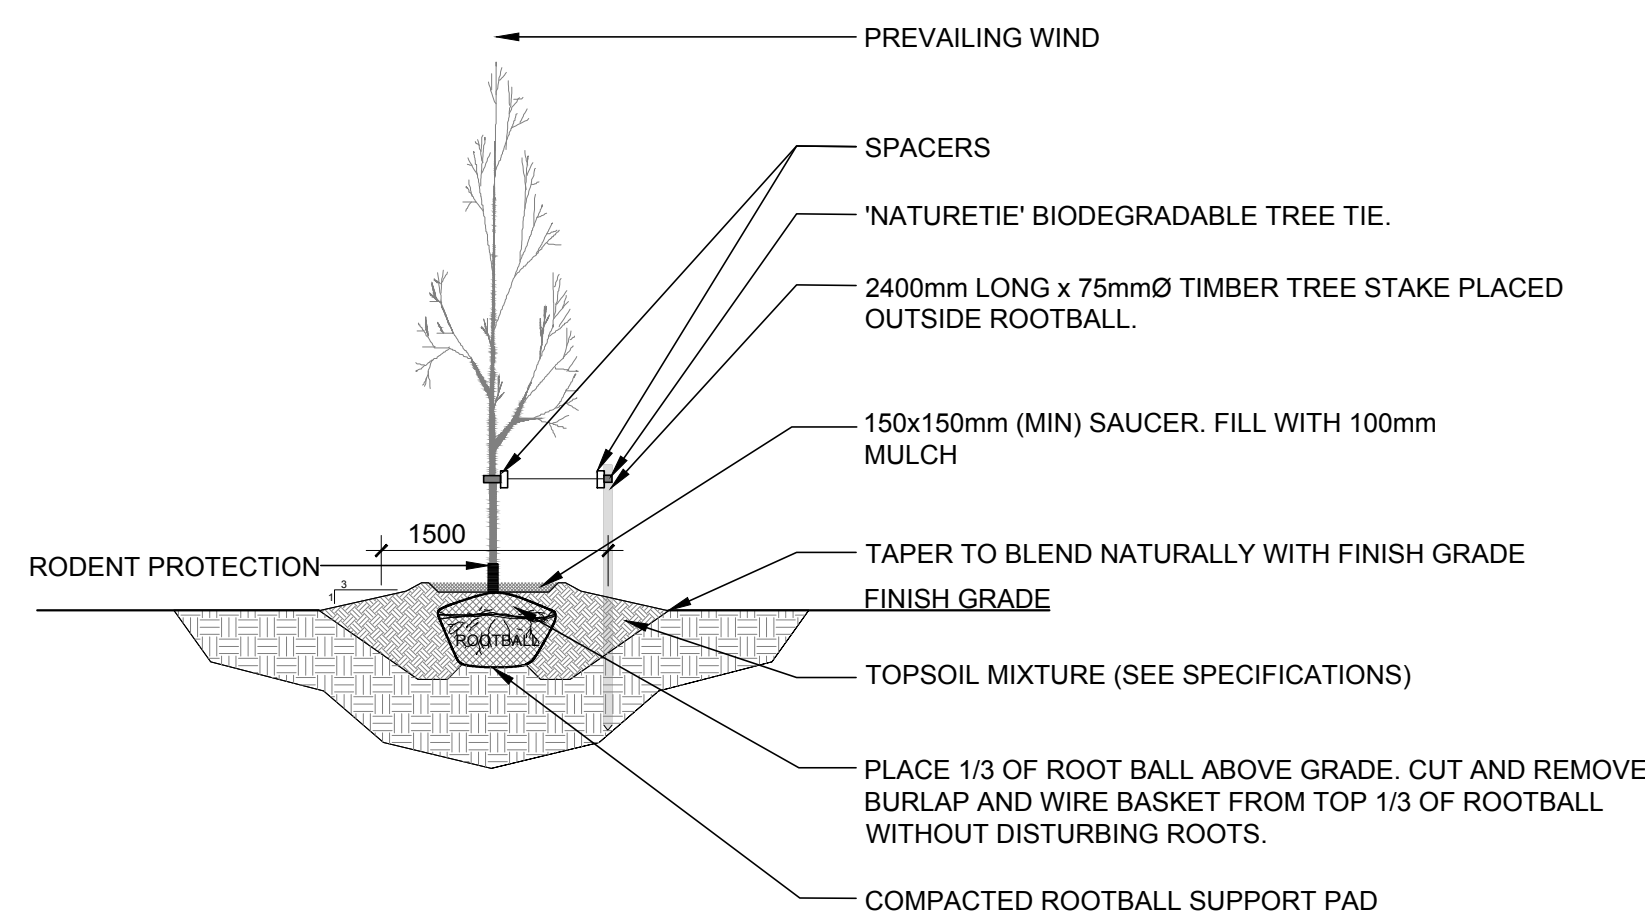 PREVAILING WIND
SPACERS
'NATURETIE' BIODEGRADABLE TREE TIE.
2400mm LONG x 75mmØ TIMBER TREE STAKE PLACED
OUTSIDE ROOTBALL.
150x150mm (MIN) SAUCER. FILL WITH 100mm
MULCH
1500
RODENT PROTECTION
TAPER TO BLEND NATURALLY WITH FINISH GRADE
3
1
FINISH GRADE
ROOTBALL
TOPSOIL MIXTURE (SEE SPECIFICATIONS)
PLACE 1/3 OF ROOT BALL ABOVE GRADE. CUT AND REMOVE
BURLAP AND WIRE BASKET FROM TOP 1/3 OF ROOTBALL
WITHOUT DISTURBING ROOTS.
COMPACTED ROOTBALL SUPPORT PAD